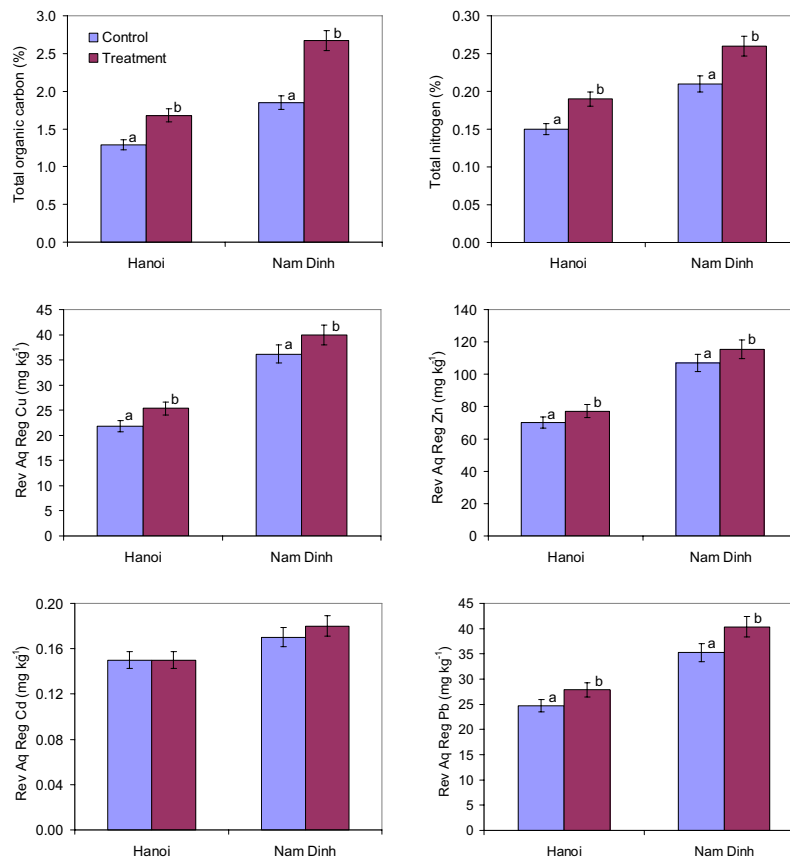 Total organic carbon (%)
3.0
2.5
2.0
1.5
1.0
0.5
0.0
Control
Treatment
a
b
a
b
Hanoi
Nam Dinh
Total nitrogen (%)
0.30
0.25
0.20
0.15
0.10
0.05
0.00
a
b
a
b
Hanoi
Nam Dinh
Rev Aq Reg Cu (mg kg-1)
45
40
35
30
25
20
15
10
5
0
a
b
a
b
Hanoi
Nam Dinh
Rev Aq Reg Zn (mg kg-1)
140
120
100
80
60
40
20
0
a
b
a
b
Hanoi
Nam Dinh
Rev Aq Reg Cd (mg kg-1)
0.20
0.16
0.12
0.08
0.04
0.00
Hanoi
Nam Dinh
Rev Aq Reg Pb (mg kg-1)
45
40
35
30
25
20
15
10
5
0
a
b
a
b
Hanoi
Nam Dinh